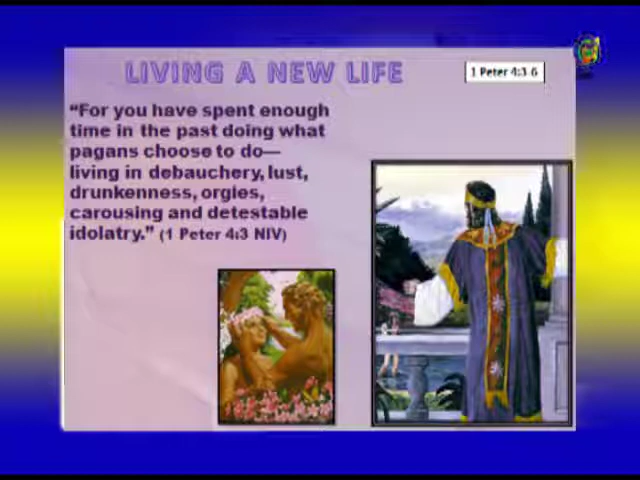 LIVING A NEW LIFE
1 Peter 4:3-6
“For you have spent enough
time in the past doing what
pagans choose to do—
living in debauchery, lust,
drunkenness, orgies,
carousing and detestable
idolatry.” (1 Peter 4:3 NIV)